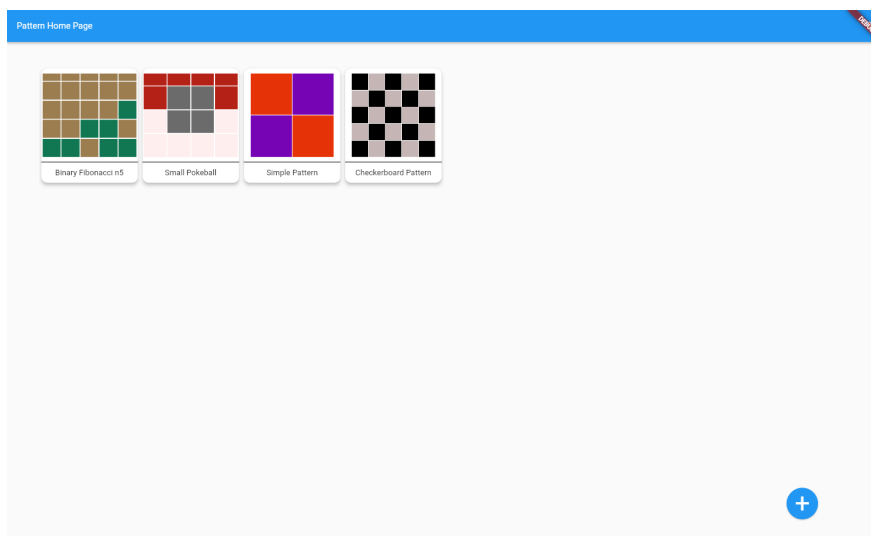 Pattern Home Page
Binary Fibonacci n5
Small Pokeball
Simple Pattern
Checkerboard Pattern